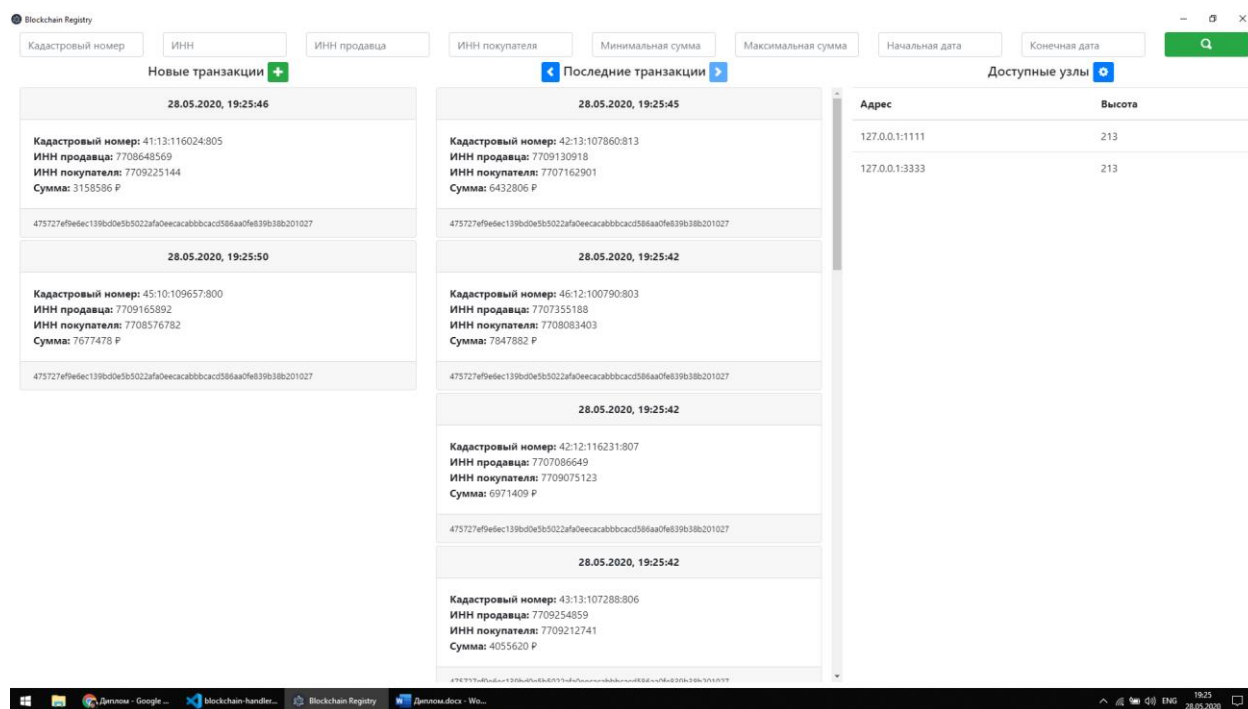 Blockchain Registry
Кадастровый номер ИНН ИНН продавца ИНН покупателя Минимальная сумма Максимальная сумма Начальная дата Конечная дата
Новые транзакции
28.05.2020, 19:25:46
Кадастровый номер: 41:13:116024:805
ИНН продавца: 7708648569
ИНН покупателя: 7709225144
Сумма: 3158586 ₽
475727ef9e6ec139bd0e5b5022afa0eecacabbbcacd586aa0fe839b38b201027
28.05.2020, 19:25:50
Кадастровый номер: 45:10:109657:800
ИНН продавца: 7709165892
ИНН покупателя: 7708576782
Сумма: 7677478 ₽
475727ef9e6ec139bd0e5b5022afa0eecacabbbcacd586aa0fe839b38b201027
Последние транзакции
28.05.2020, 19:25:45
Кадастровый номер: 42:13:107860:813
ИНН продавца: 7709130918
ИНН покупателя: 7707162901
Сумма: 6432806 ₽
475727ef9e6ec139bd0e5b5022afa0eecacabbbcacd586aa0fe839b38b201027
28.05.2020, 19:25:42
Кадастровый номер: 46:12:100790:803
ИНН продавца: 7707355188
ИНН покупателя: 7708083403
Сумма: 7847882 ₽
475727ef9e6ec139bd0e5b5022afa0eecacabbbcacd586aa0fe839b38b201027
28.05.2020, 19:25:42
Кадастровый номер: 42:12:116231:807
ИНН продавца: 7707086649
ИНН покупателя: 7709075123
Сумма: 6971409 ₽
475727ef9e6ec139bd0e5b5022afa0eecacabbbcacd586aa0fe839b38b201027
28.05.2020, 19:25:42
Кадастровый номер: 43:13:107288:806
ИНН продавца: 7709254859
ИНН покупателя: 7709212741
Сумма: 4055620 ₽
Доступные узлы
Адрес Высота
127.0.0.1:1111 213
127.0.0.1:3333 213
Диплом - Google ... blockchain-handler... Blockchain Registry Диплом.docx - Wo... ENG 19:25
28.05.2020